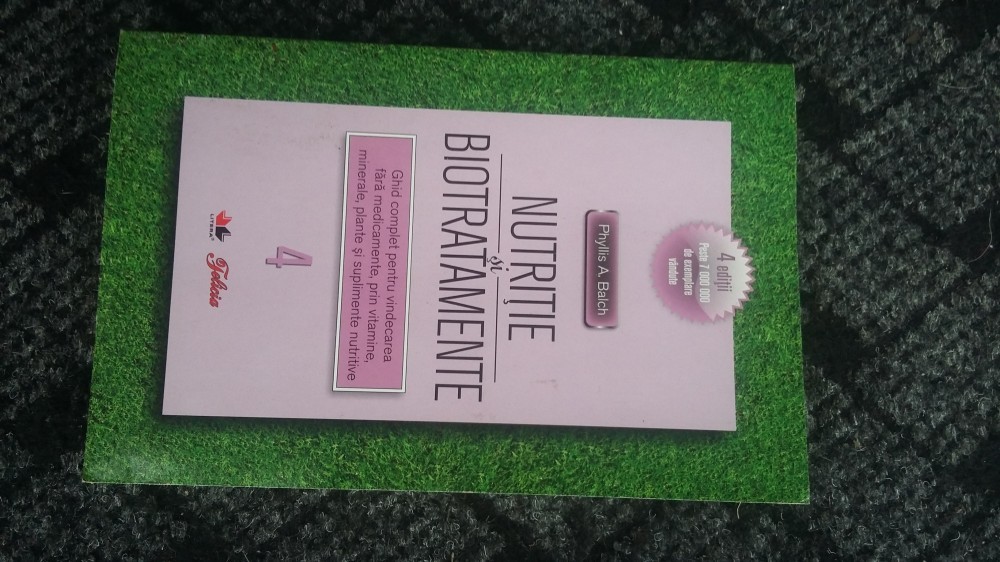 4 ediții
Peste 7 000 000
de exemplare
vândute
Phyllis A. Balch
NUTRIȚIE
și
BIOTRATAMENTE
Ghid complet pentru vindecarea
fără medicamente, prin vitamine,
minerale, plante și suplimente nutritive
4
LITERA®
Felicia